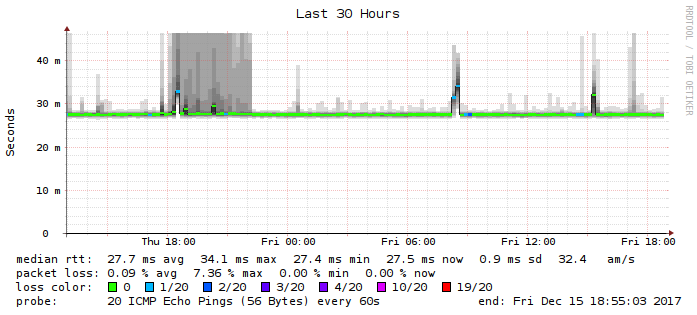 Last 30 Hours
RRDTOOL / TOBI OETIKER
Seconds
40 m
30 m
20 m
10 m
0
Thu 18:00 Fri 00:00 Fri 06:00 Fri 12:00 Fri 18:00
median rtt: 27.7 ms avg 34.1 ms max 27.4 ms min 27.5 ms now 0.9 ms sd 32.4 am/s
packet loss: 0.09 % avg 7.36 % max 0.00 % min 0.00 % now
loss color: 0 1/20 2/20 3/20 4/20 10/20 19/20
probe: 20 ICMP Echo Pings (56 Bytes) every 60s end: Fri Dec 15 18:55:03 2017